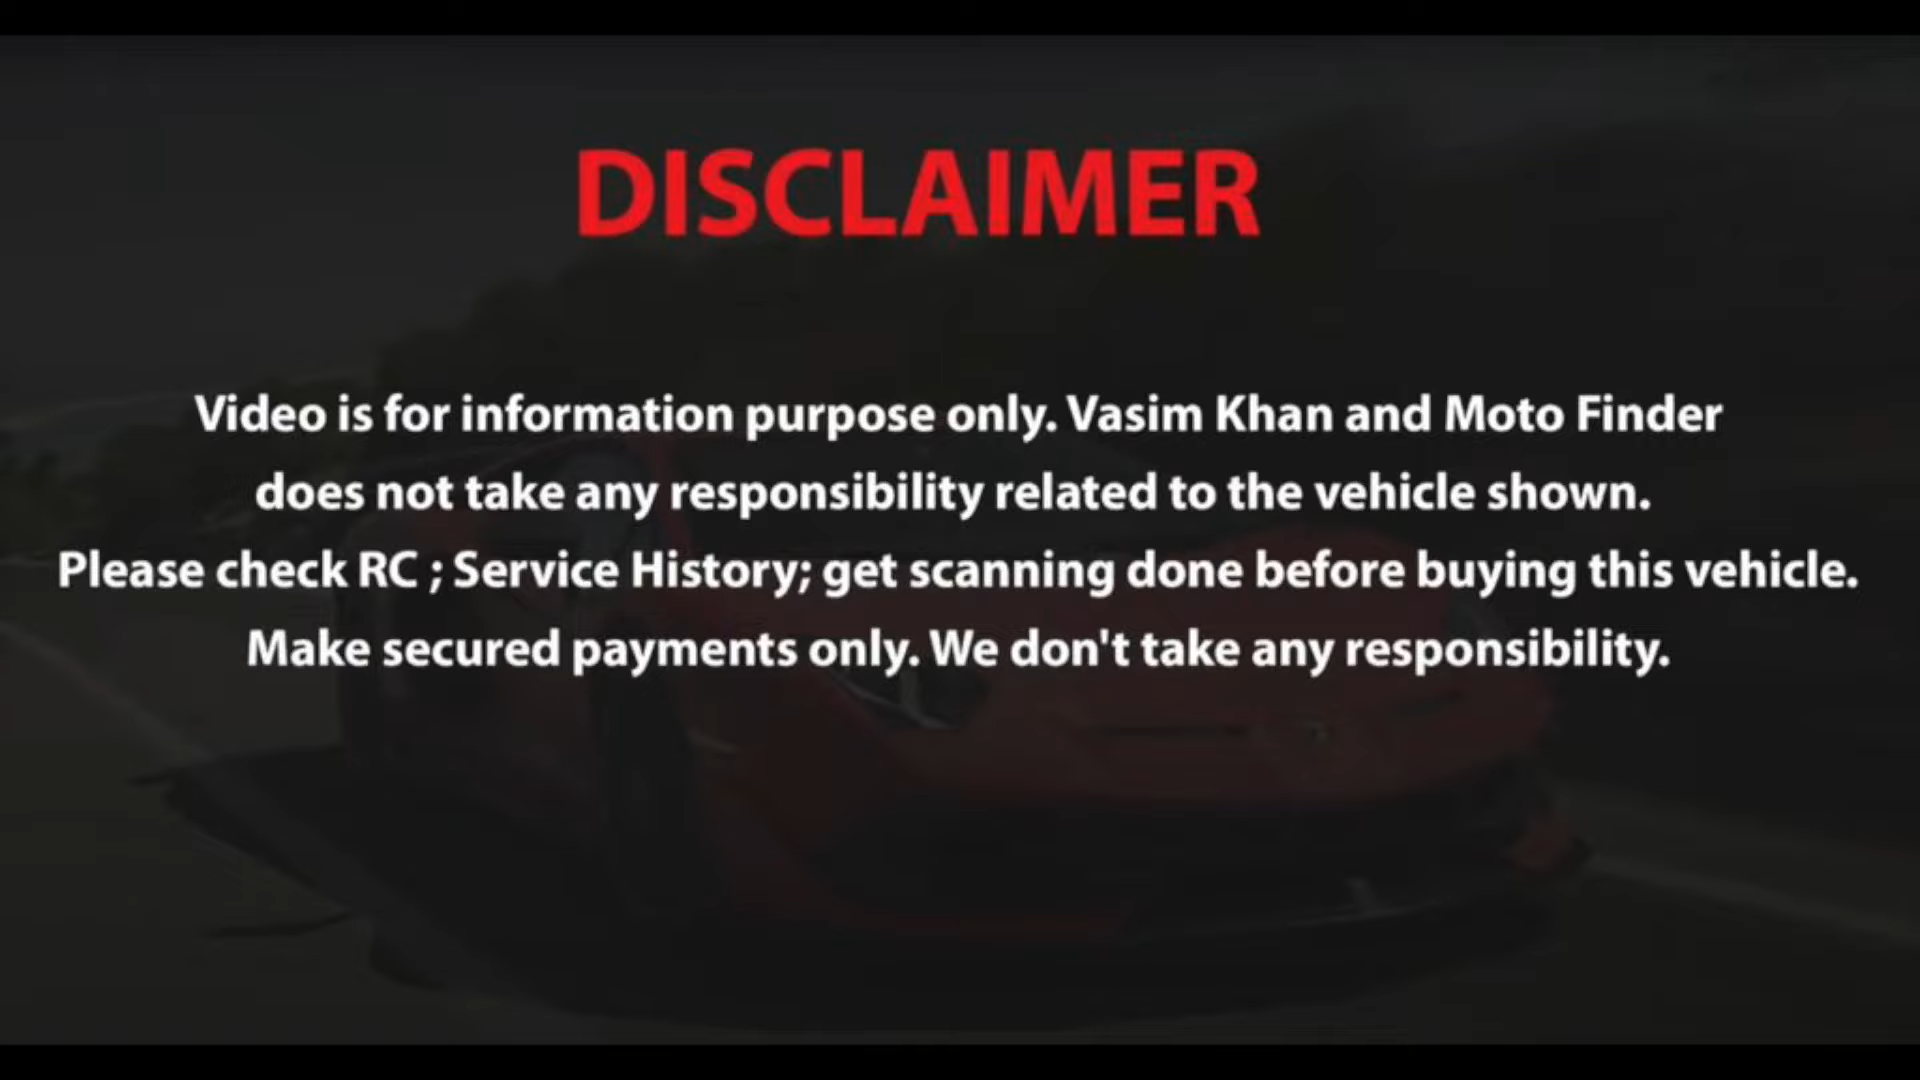 DISCLAIMER
Video is for information purpose only. Vasim Khan and Moto Finder
does not take any responsibility related to the vehicle shown.
Please check RC ; Service History; get scanning done before buying this vehicle.
Make secured payments only. We don't take any responsibility.